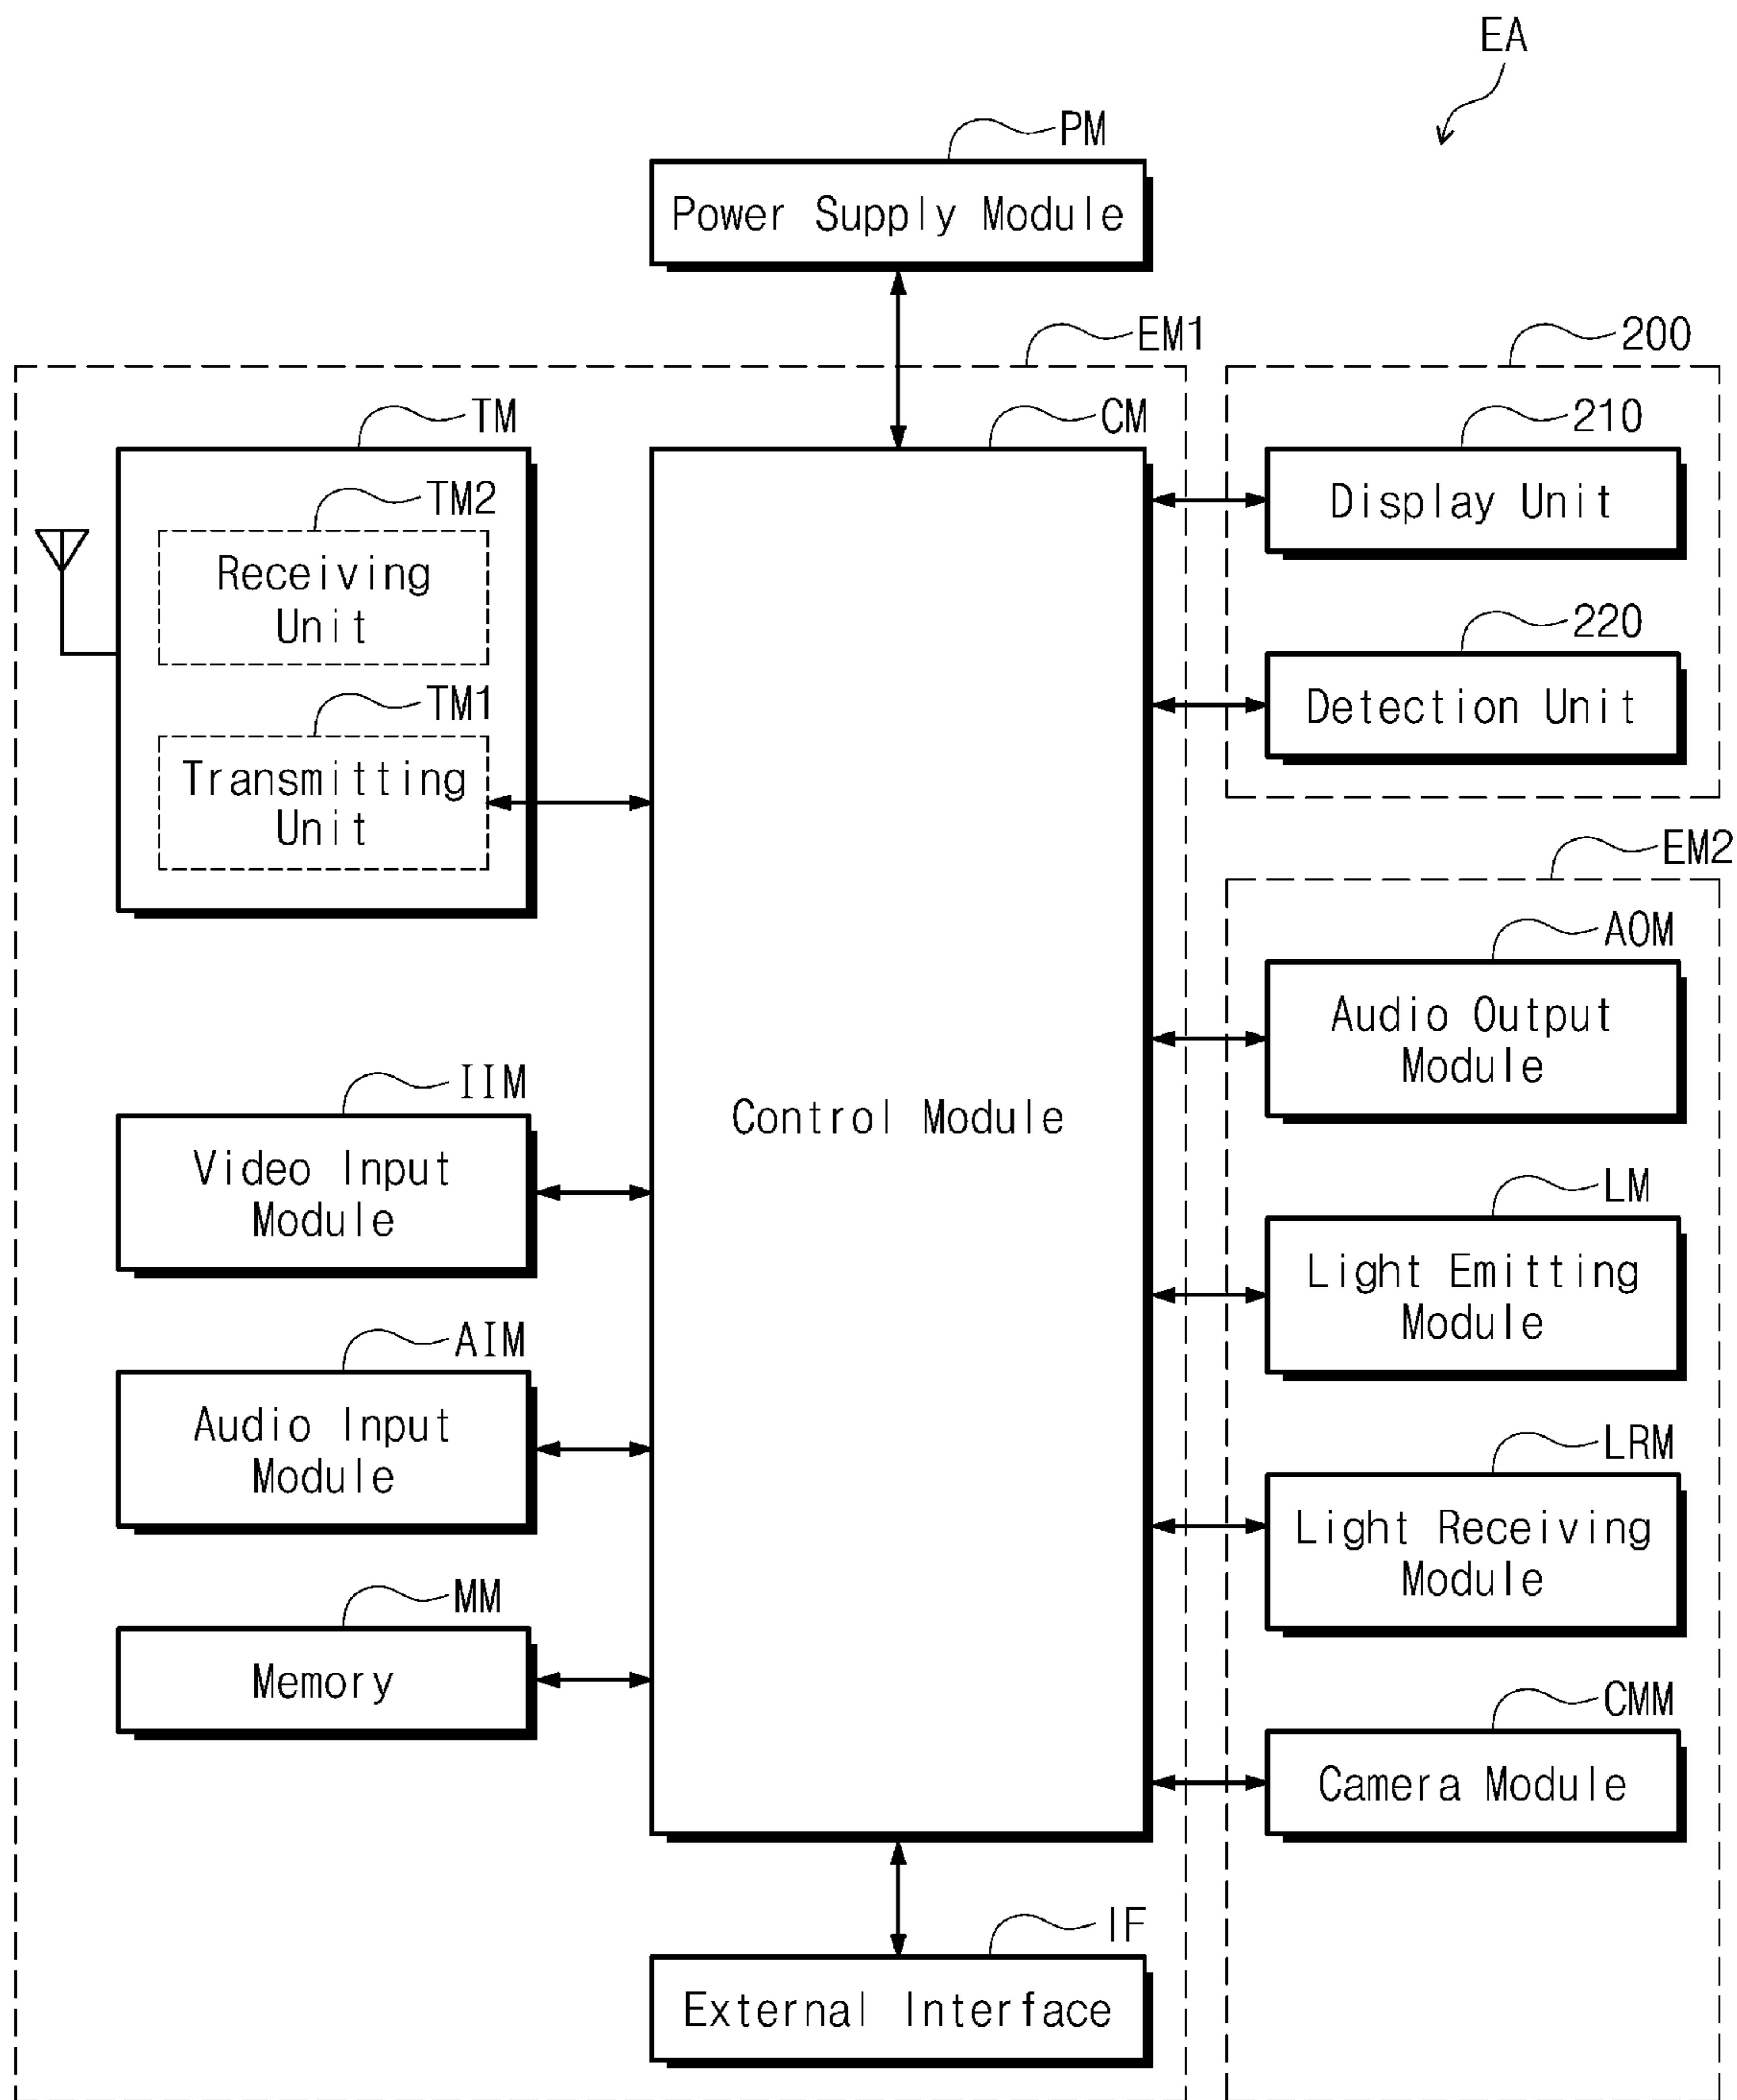 EA
PM
Power Supply Module
EM1
200
TM
CM
210
TM2
Display Unit
Receiving
Unit
220
TM1
Detection Unit
Transmitting
Unit
EM2
AOM
Audio Output
Module
IIM
Control Module
Video Input
Module
LM
Light Emitting
Module
AIM
Audio Input
Module
LRM
Light Receiving
Module
MM
Memory
CMM
Camera Module
IF
External Interface